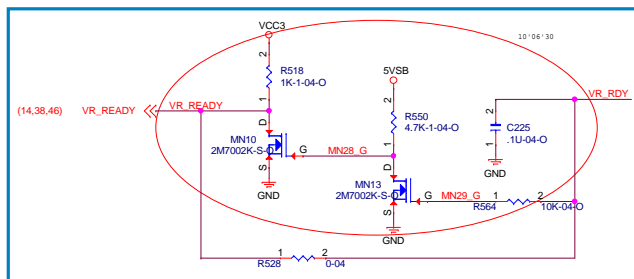 VCC3
10'06'30
2
R518
1K-1-04-O
1
5VSB
2
R550
4.7K-1-04-O
1
VR_RDY
2
C225
.1U-04-O
1
GND
(14,38,46) VR_READY VR_READY
D
MN10
2M7002K-S-O
G MN28_G
S
GND
D
MN13
2M7002K-S-O
G MN29_G 1 2
R564 10K-04-O
S
GND
1 2
R528 0-04